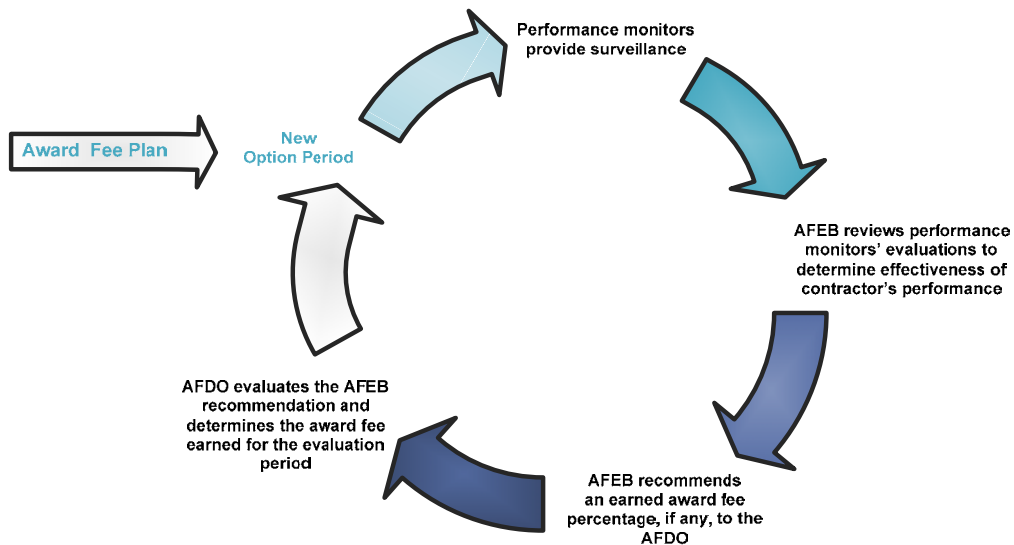 Award Fee Plan
New
Option Period
Performance monitors
provide surveillance
AFEB reviews performance
monitors' evaluations to
determine effectiveness of
contractor's performance
AFEB recommends
an earned award fee
percentage, if any, to the
AFDO
AFDO evaluates the AFEB
recommendation and
determines the award fee
earned for the evaluation
period